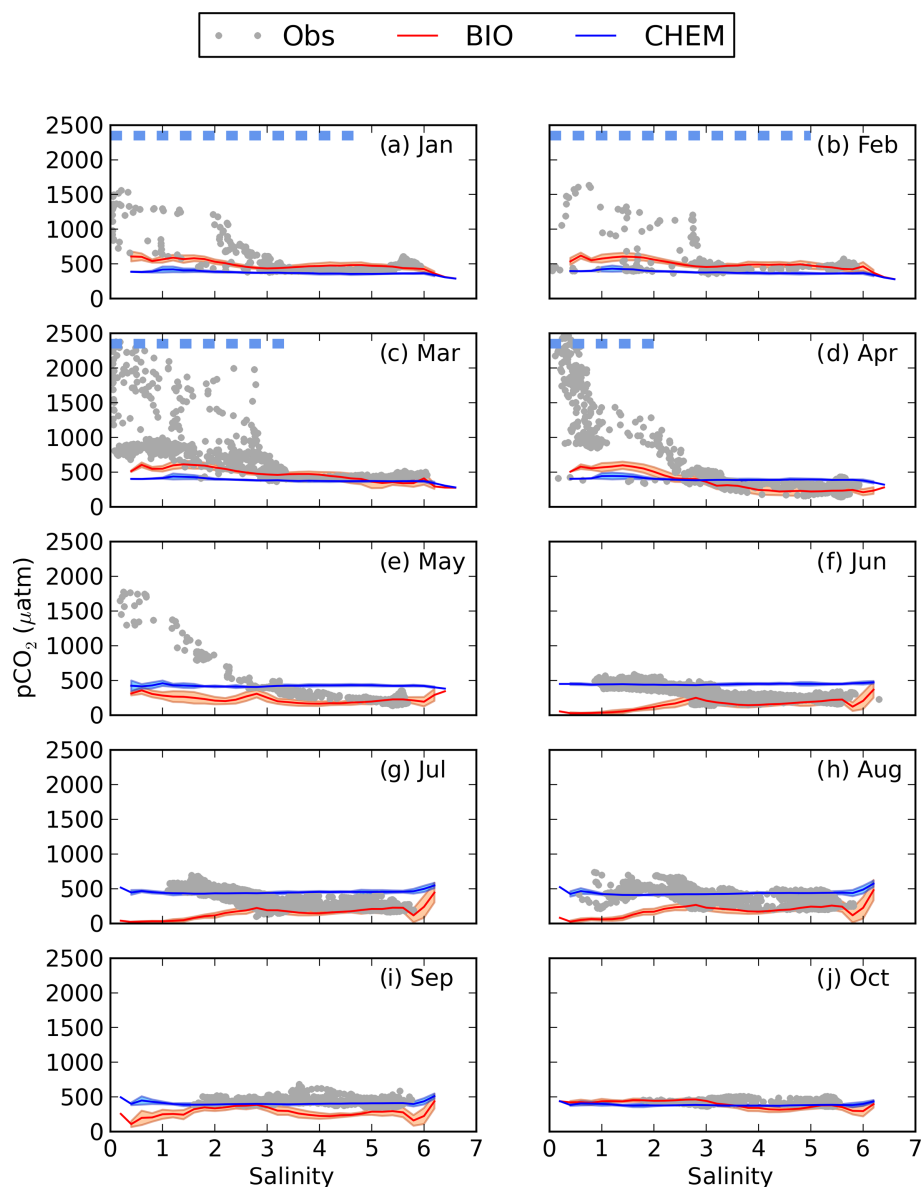 Obs BIO CHEM
2500 (a) Jan (b) Feb
2000
1500
1000
500
0
2500 (c) Mar (d) Apr
2000
1500
1000
500
0
2500 (e) May (f) Jun
2000
1500
1000
500
0
pCO₂ (μatm)
2500 (g) Jul (h) Aug
2000
1500
1000
500
0
2500 (i) Sep (j) Oct
2000
1500
1000
500
0
0 1 2 3 4 5 6 7 0 1 2 3 4 5 6 7
Salinity Salinity